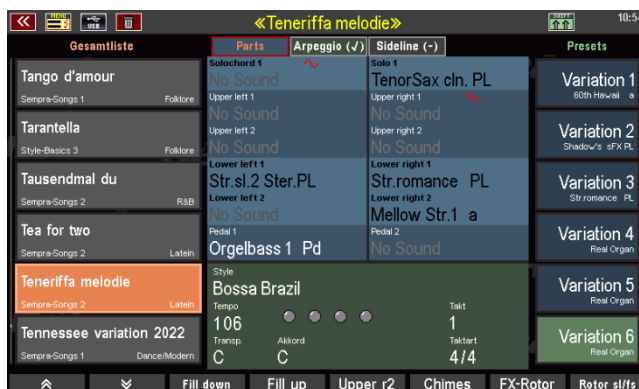 MENU
USB
«Teneriffa melodie»
SHIFT
10:54
Gesamtliste
Parts
Arpeggio (√)
Sideline (-)
Presets
Tango d'amour
Sempra-Songs 1 Folklore
Tarantella
Style-Basics 3 Folklore
Tausendmal du
Sempra-Songs 2 R&B
Tea for two
Sempra-Songs 2 Latein
Teneriffa melodie
Sempra-Songs 2 Latein
Tennessee variation 2022
Sempra-Songs 1 Dance/Modern
Solochord 1
No Sound
Upper left 1
No Sound
Upper left 2
No Sound
Lower left 1
Str.sl.2 Ster.PL
Lower left 2
No Sound
Pedal 1
Orgelbass 1 Pd
Solo 1
TenorSax cln. PL
Upper right 1
No Sound
Upper right 2
No Sound
Lower right 1
Str.romance PL
Lower right 2
Mellow Str.1 a
Pedal 2
No Sound
Style
Bossa Brazil
Tempo
106
Takt
1
Transp. Akkord Taktart
C C 4/4
Variation 1
60th Hawaii a
Variation 2
Shadow's sFX PL
Variation 3
Str.romance PL
Variation 4
Real Organ
Variation 5
Real Organ
Variation 6
Real Organ
Fill down Fill up Upper r2 Chimes FX-Rotor Rotor sl/fs